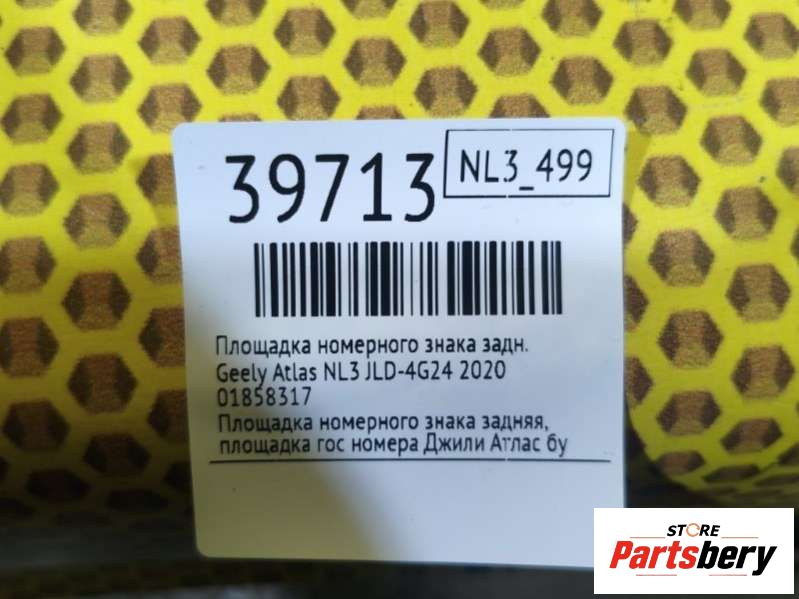 39713
NL3_499
Площадка номерного знака задн.
Geely Atlas NL3 JLD-4G24 2020
01858317
Площадка номерного знака задняя,
площадка гос номера Джили Атлас бу
STORE
Partsbery